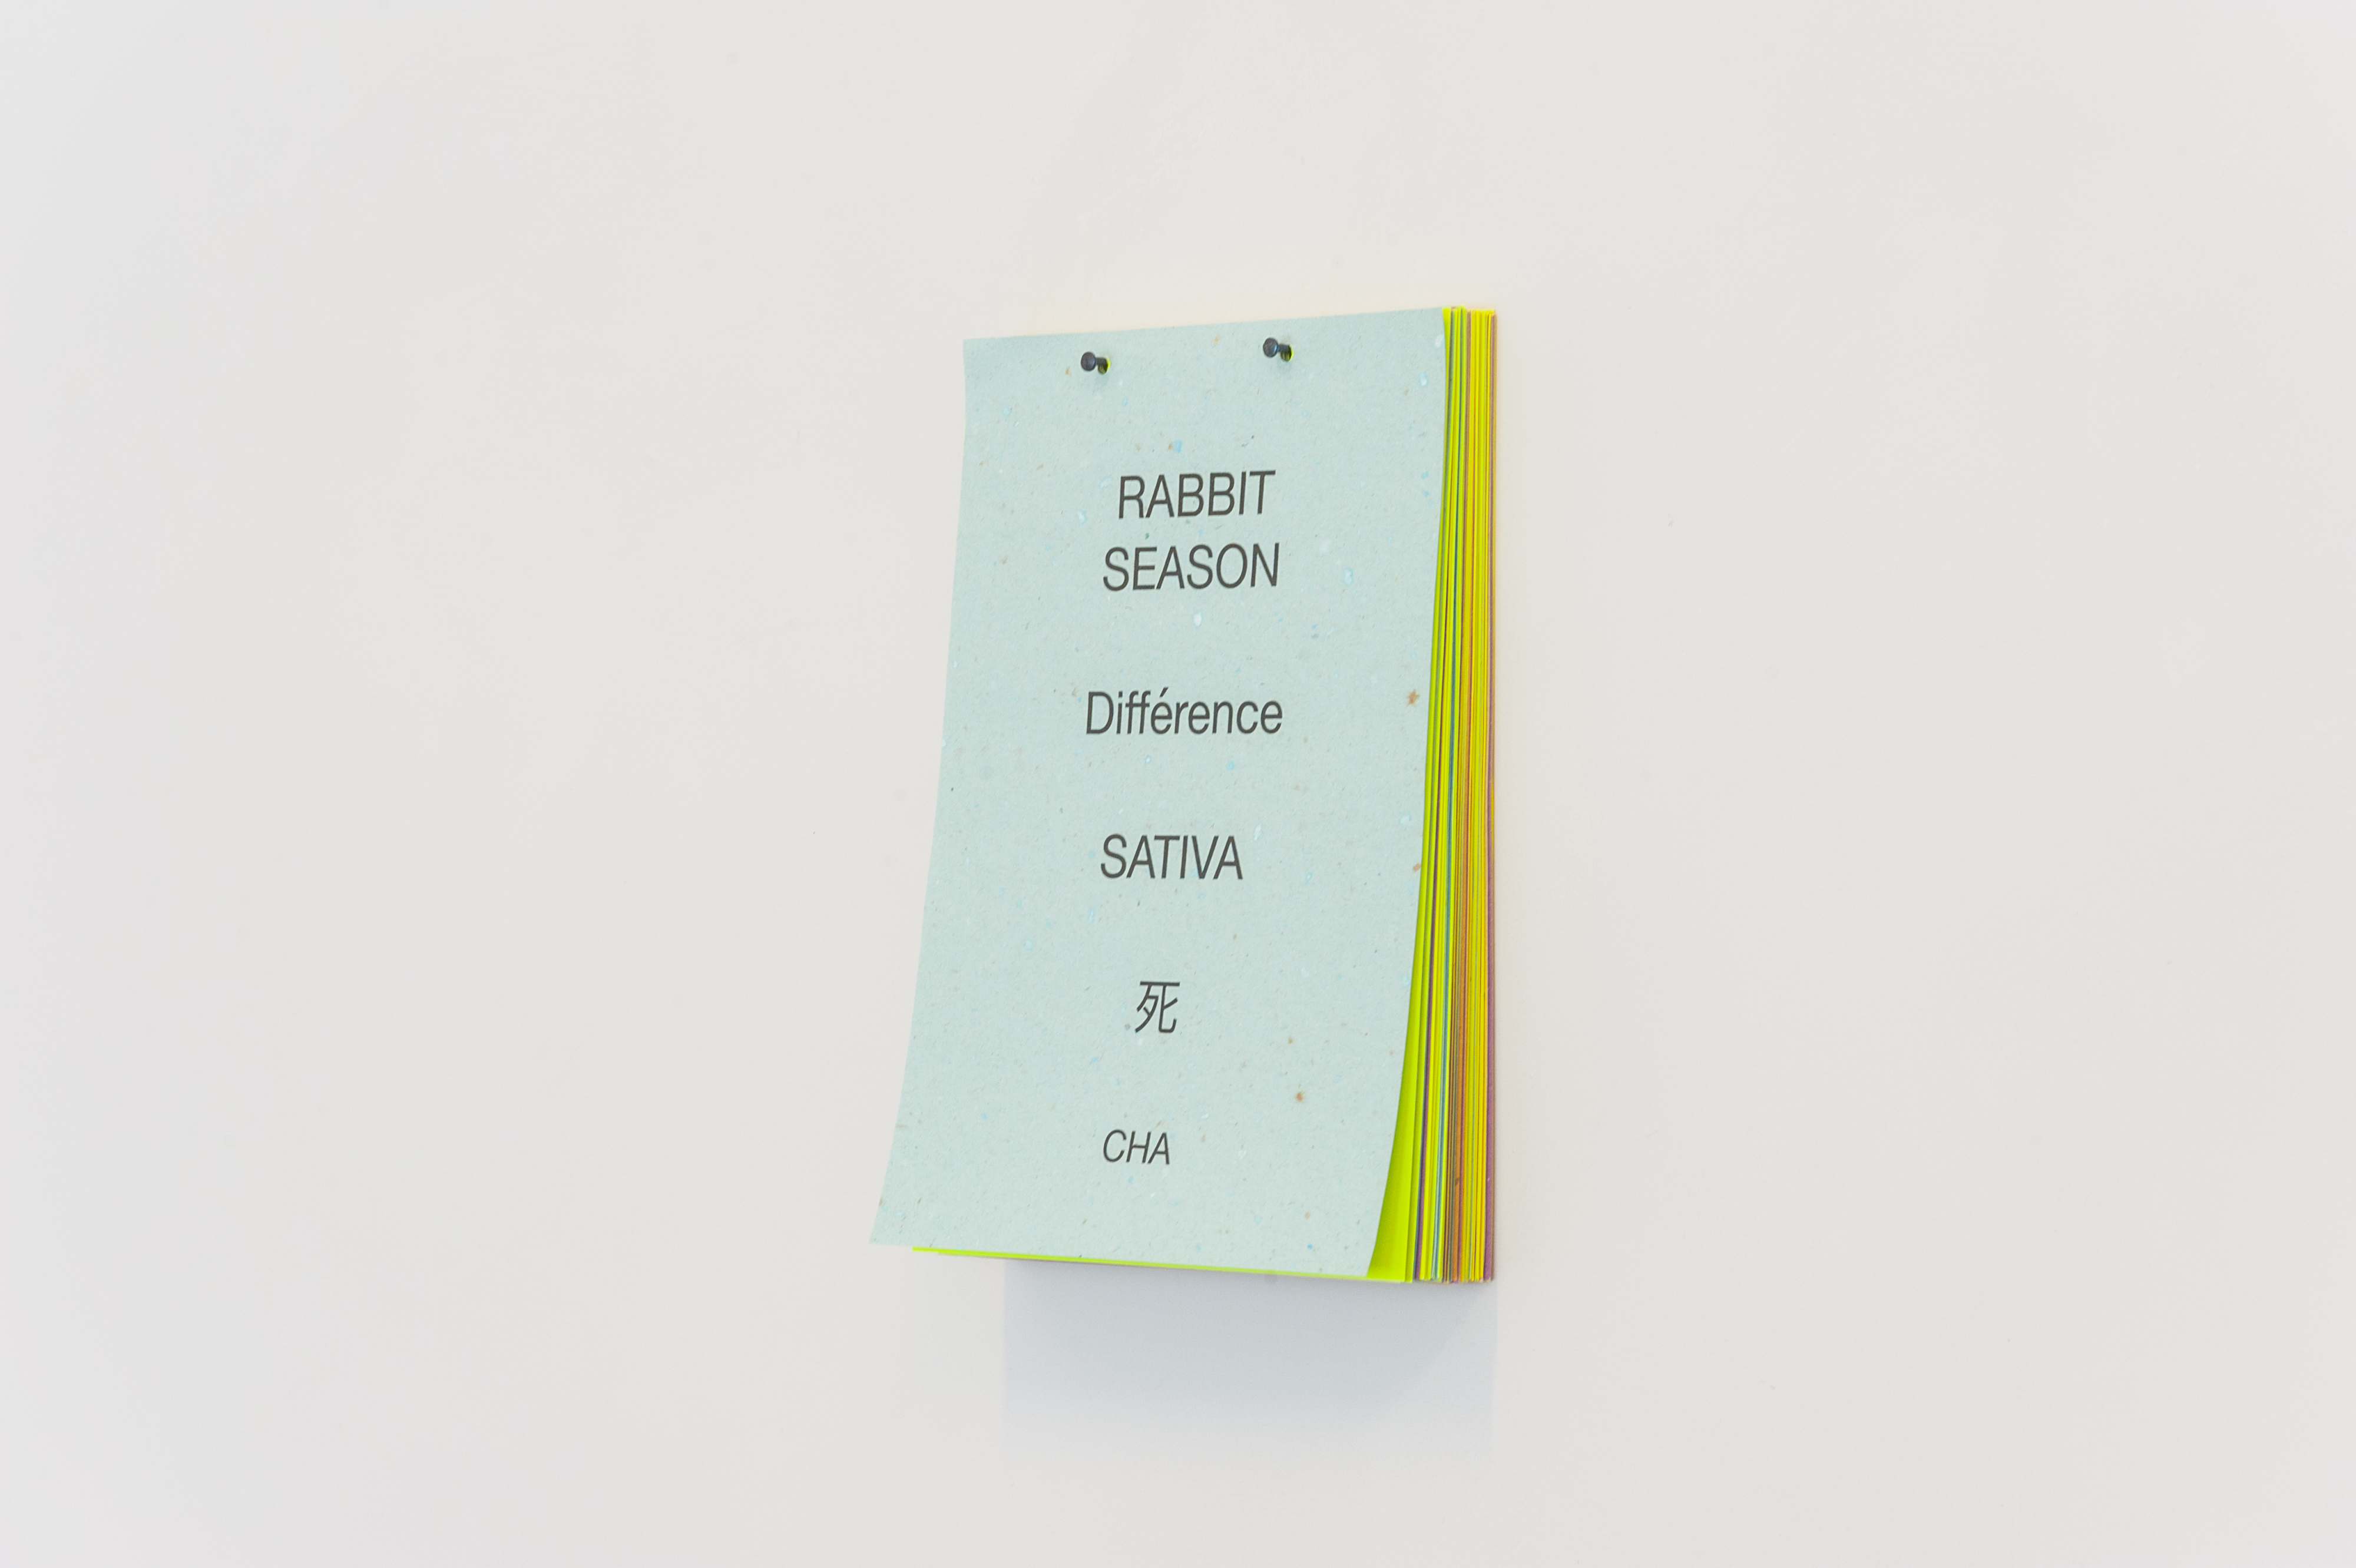 RABBIT
SEASON
Différence
SATIVA
死
CHA